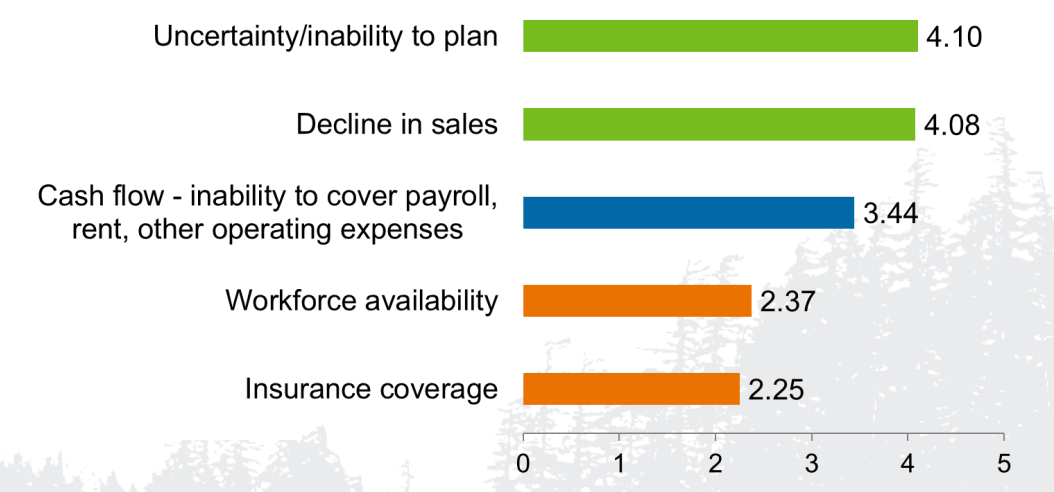 Uncertainty/inability to plan
4.10
Decline in sales
4.08
Cash flow - inability to cover payroll,
rent, other operating expenses
3.44
Workforce availability
2.37
Insurance coverage
2.25
0 1 2 3 4 5